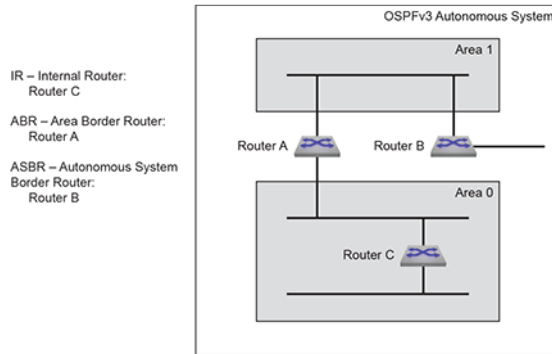 OSPFv3 Autonomous System
Area 1
IR – Internal Router:
Router C
ABR – Area Border Router:
Router A
ASBR – Autonomous System
Border Router:
Router B
Router A
Router B
Area 0
Router C